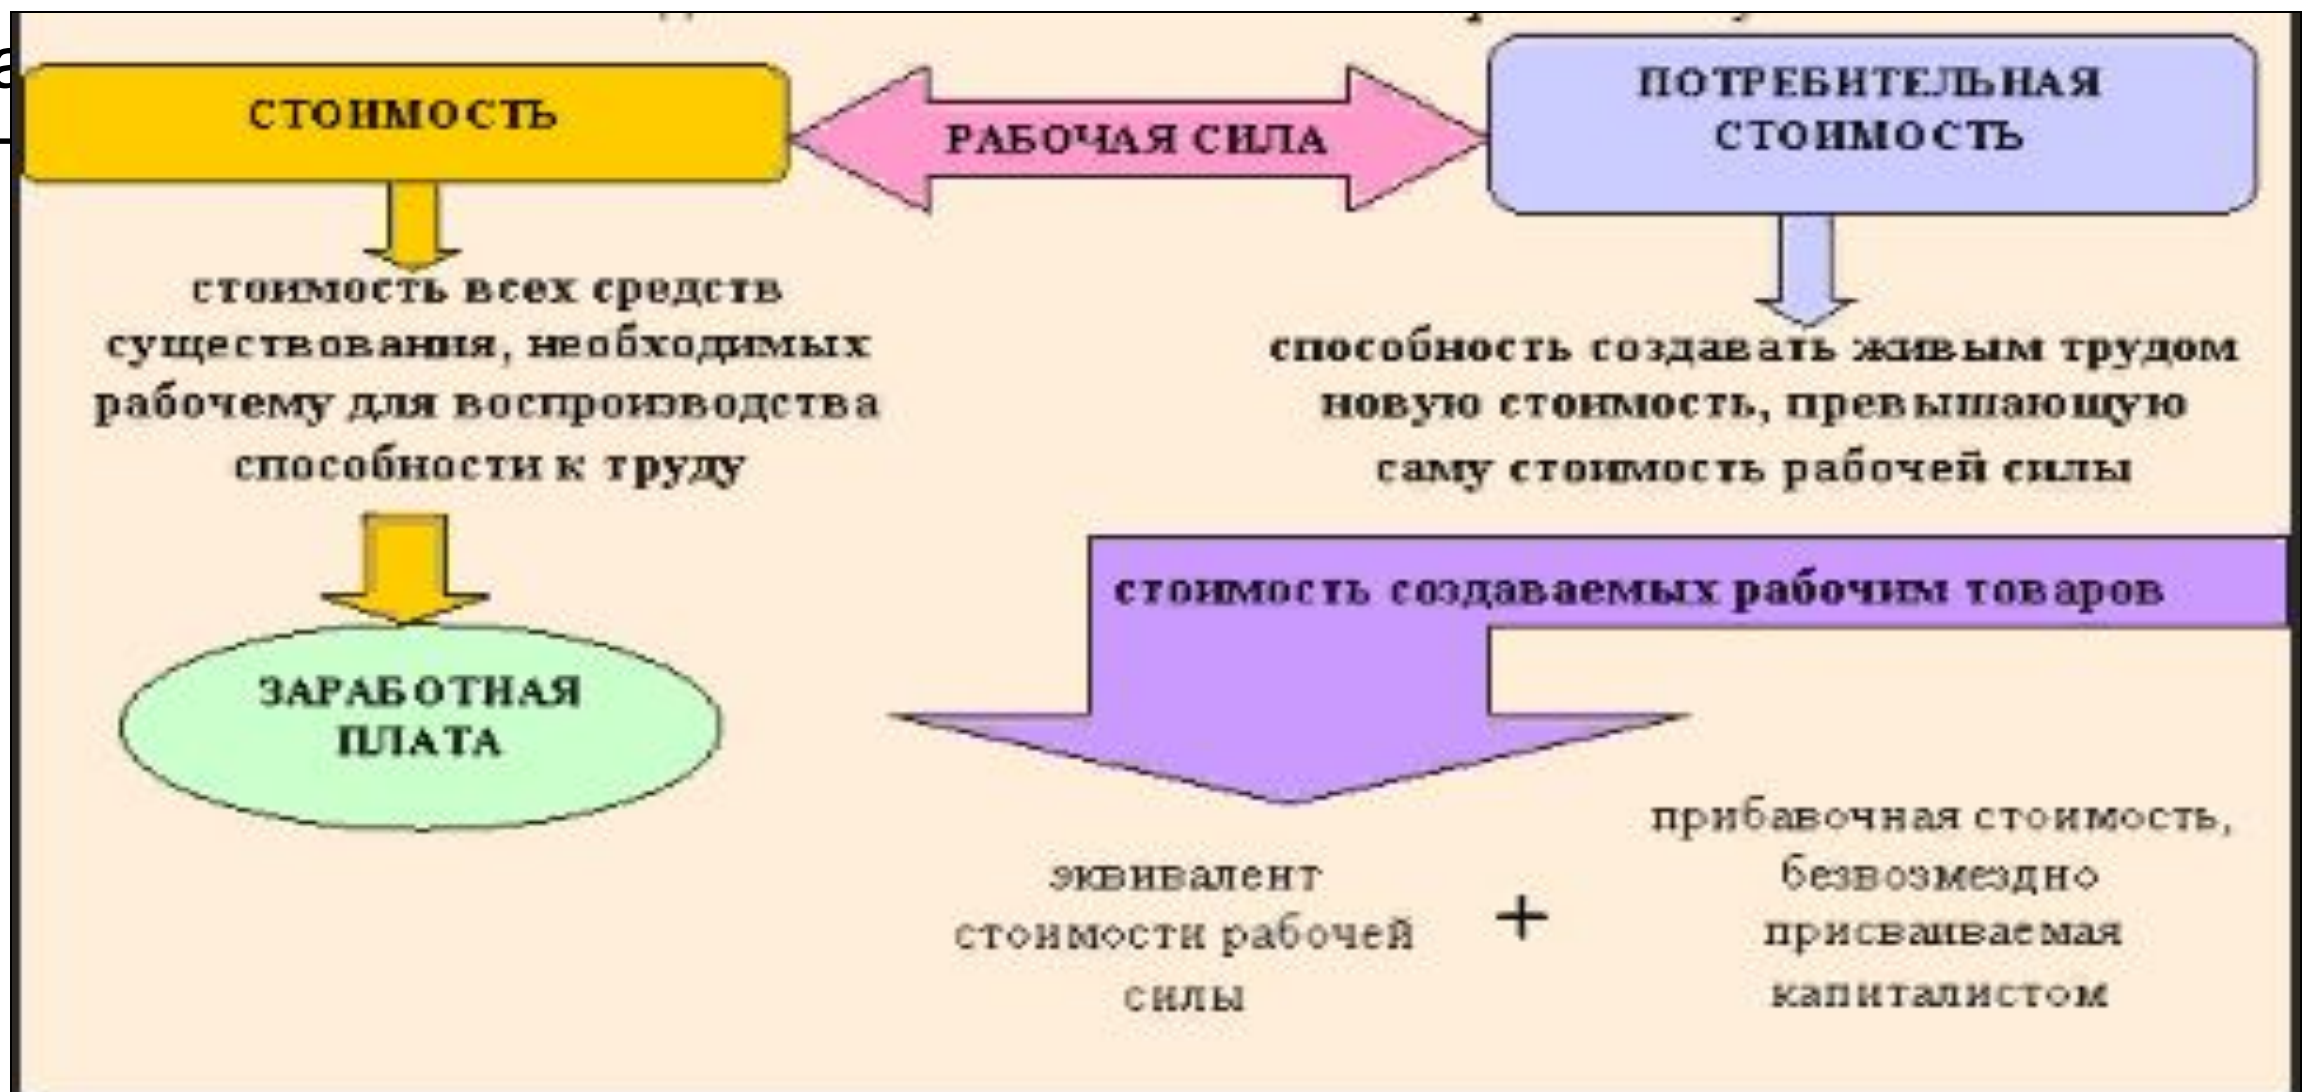 СТОИМОСТЬ
РАБОЧАЯ СИЛА
ПОТРЕБИТЕЛЬНАЯ
СТОИМОСТЬ
стоимость всех средств
существования, необходимых
рабочему для воспроизводства
способности к труду
способность создавать живым трудом
новую стоимость, превышающую
саму стоимость рабочей силы
ЗАРАБОТНАЯ
ПЛАТА
стоимость создаваемых рабочим товаров
эквивалент
стоимости рабочей
силы
+
прибавочная стоимость,
безвозмездно
присваиваемая
капиталистом